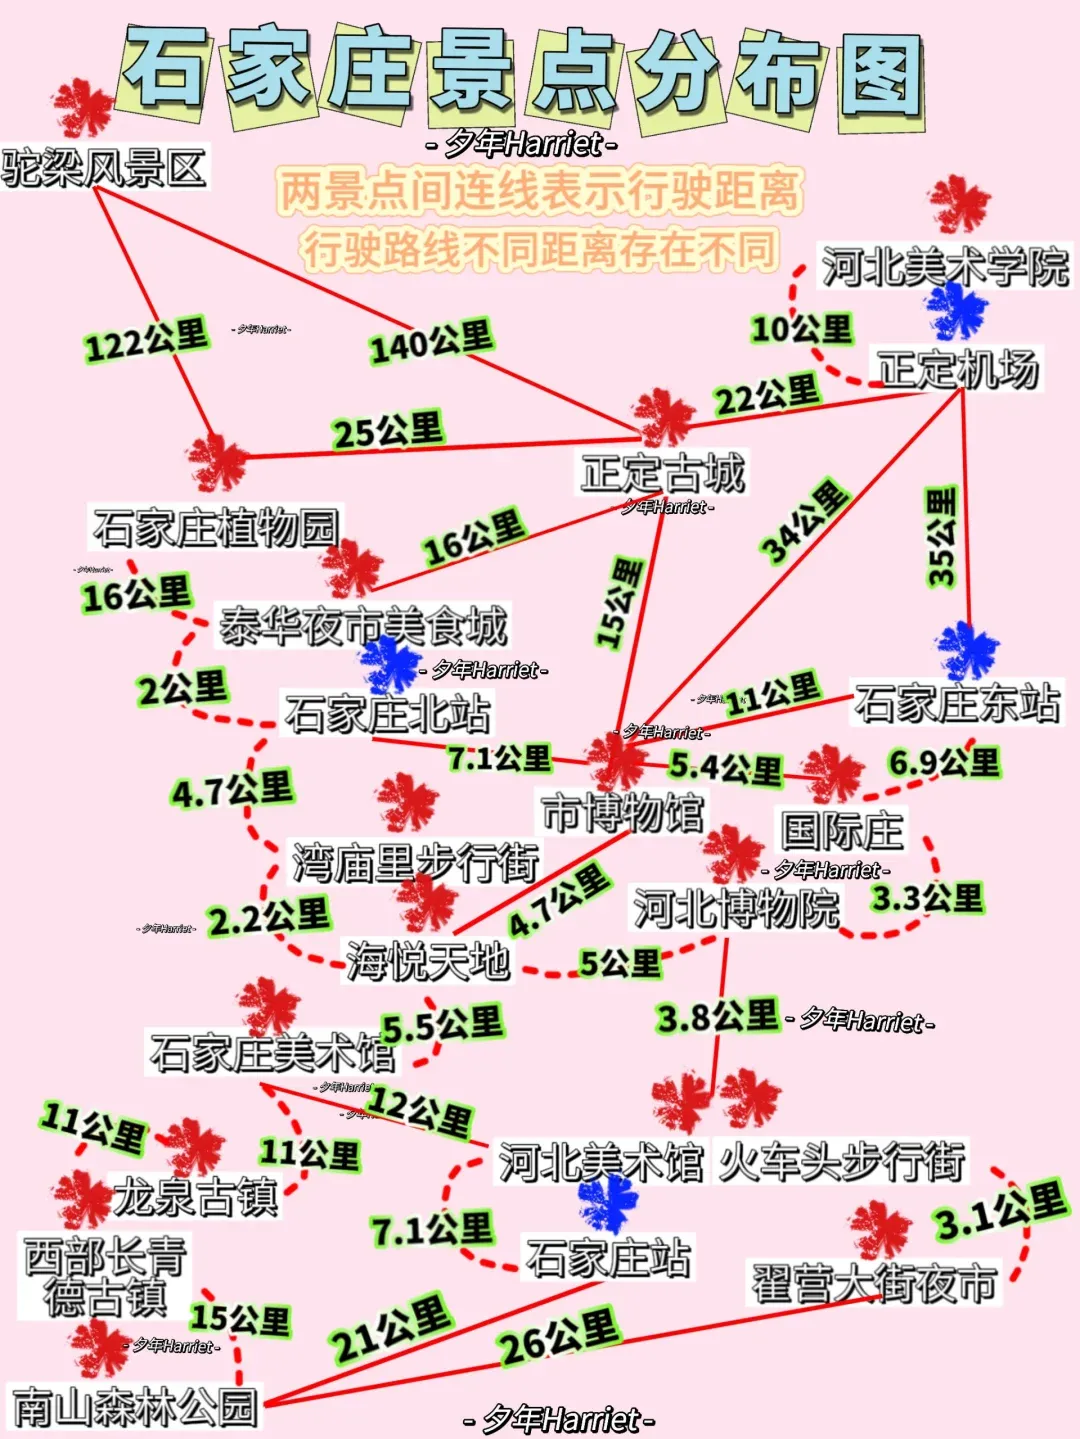 石家庄景点分布图
- 夕年Harriet -
驼梁风景区
两景点间连线表示行驶距离
行驶路线不同距离存在不同
河北美术学院
10公里
122公里
- 夕年Harriet -
140公里
正定机场
22公里
25公里
正定古城
- 夕年Harriet -
石家庄植物园
16公里
34公里
35公里
- 夕年Harriet -
16公里
15公里
泰华夜市美食城
- 夕年Harriet -
2公里
石家庄北站
11公里
石家庄东站
- 夕年Harriet -
7.1公里
5.4公里
6.9公里
4.7公里
市博物馆
国际庄
湾庙里步行街
- 夕年Harriet -
4.7公里
河北博物院
3.3公里
2.2公里
- 夕年Harriet -
海悦天地
5公里
3.8公里
- 夕年Harriet -
5.5公里
石家庄美术馆
12公里
11公里
11公里
河北美术馆
火车头步行街
龙泉古镇
7.1公里
3.1公里
西部长青
德古镇
石家庄站
翟营大街夜市
15公里
21公里
26公里
- 夕年Harriet -
南山森林公园
- 夕年Harriet -